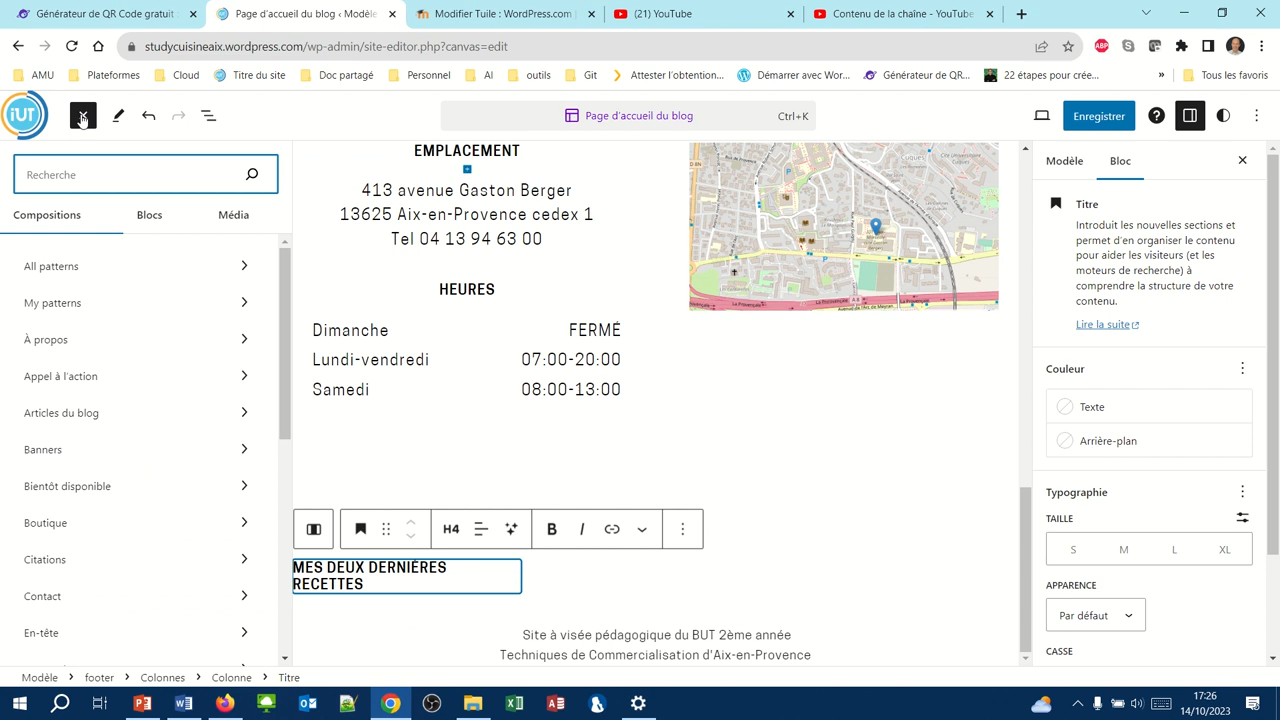 Générateur de QR Code gratuit
Page d'accueil du blog ‹ Modèle
Modifier Tuile : WordPress.com |
(21) YouTube
Contenu de la chaîne - YouTube
studycuisineaix.wordpress.com/wp-admin/site-editor.php?canvas=edit
ABP
AMU
Plateformes
Cloud
Titre du site
Doc partagé
Personnel
AI
outils
Git
Attester l'obtention...
Démarrer avec Wor...
Générateur de QR...
22 étapes pour crée...
»
Tous les favoris
iUT
Page d'accueil du blog
Ctrl+K
Enregistrer
Recherche
Compositions
Blocs
Média
All patterns
My patterns
À propos
Appel à l'action
Articles du blog
Banners
Bientôt disponible
Boutique
Citations
Contact
En-tête
EMPLACEMENT
413 avenue Gaston Berger
13625 Aix-en-Provence cedex 1
Tel 04 13 94 63 00
HEURES
Dimanche FERMÉ
Lundi-vendredi 07:00-20:00
Samedi 08:00-13:00
Cuques
H4
B
I
MES DEUX DERNIÈRES
RECETTES
Site à visée pédagogique du BUT 2ème année
Techniques de Commercialisation d'Aix-en-Provence
Modèle
Bloc
Titre
Introduit les nouvelles sections et
permet d'en organiser le contenu
pour aider les visiteurs (et les
moteurs de recherche) à
comprendre la structure de votre
contenu.
Lire la suite
Couleur
Texte
Arrière-plan
Typographie
TAILLE
S M L XL
APPARENCE
Par défaut
CASSE
Modèle
footer
Colonnes
Colonne
Titre
17:26
14/10/2023